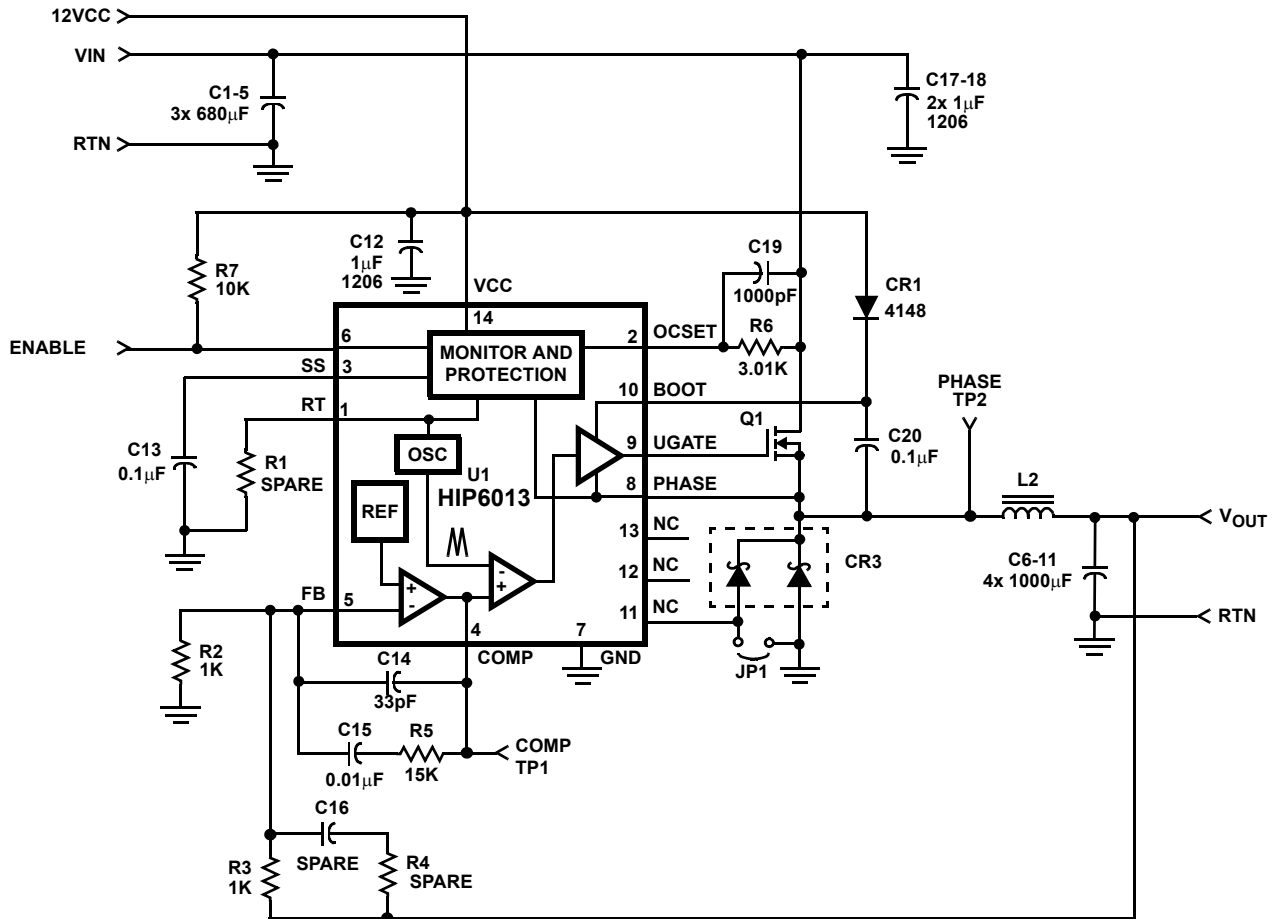 12VCC
VIN
C1-5
3x 680μF
RTN
C17-18
2x 1μF
1206
C12
1μF
1206
R7
10K
VCC
14
C19
1000pF
R6
3.01K
CR1
4148
ENABLE
6
MONITOR AND
PROTECTION
2
OCSET
SS
3
RT
1
10
BOOT
PHASE
TP2
Q1
C13
0.1μF
R1
SPARE
OSC
U1
HIP6013
REF
9
UGATE
8
PHASE
C20
0.1μF
L2
VOUT
13
NC
12
NC
11
NC
CR3
C6-11
4x 1000μF
RTN
FB
5
+
-
-
+
4
COMP
7
GND
JP1
R2
1K
C14
33pF
C15
0.01μF
R5
15K
COMP
TP1
C16
SPARE
R3
1K
R4
SPARE